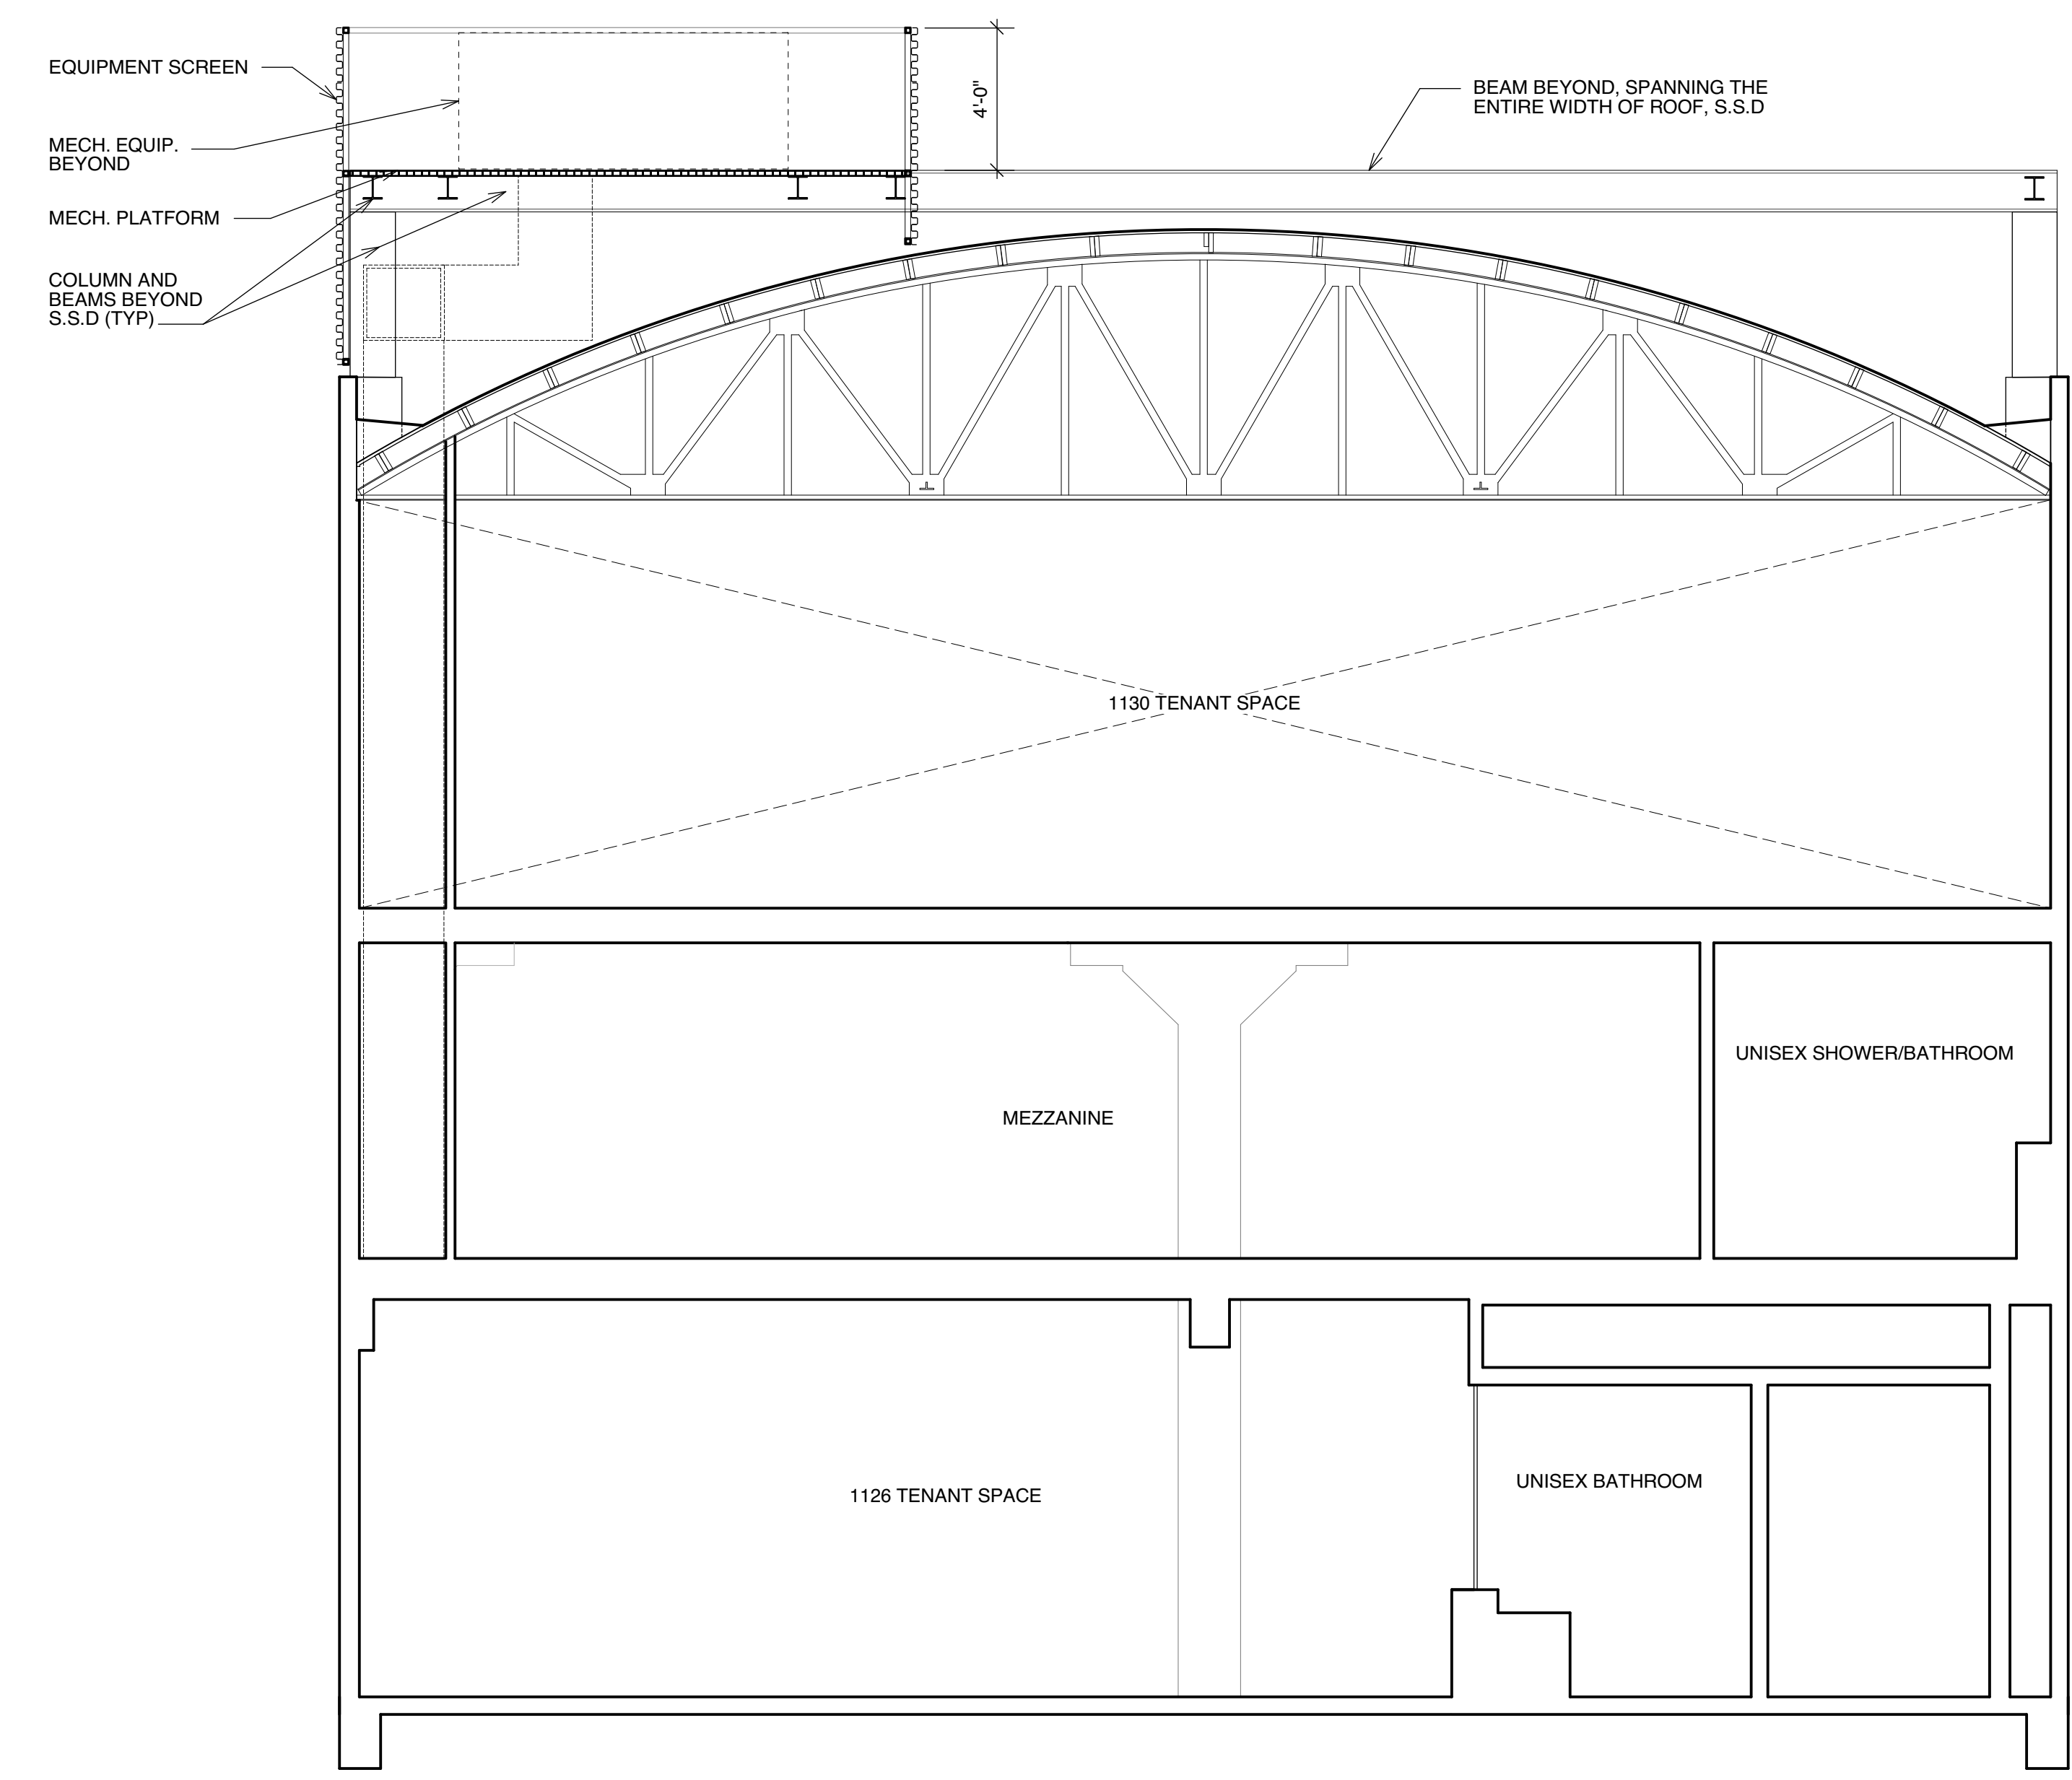 EQUIPMENT SCREEN
MECH. EQUIP.
BEYOND
MECH. PLATFORM
COLUMN AND
BEAMS BEYOND
S.S.D (TYP)
4'-0"
BEAM BEYOND, SPANNING THE
ENTIRE WIDTH OF ROOF, S.S.D
1130 TENANT SPACE
UNISEX SHOWER/BATHROOM
MEZZANINE
UNISEX BATHROOM
1126 TENANT SPACE